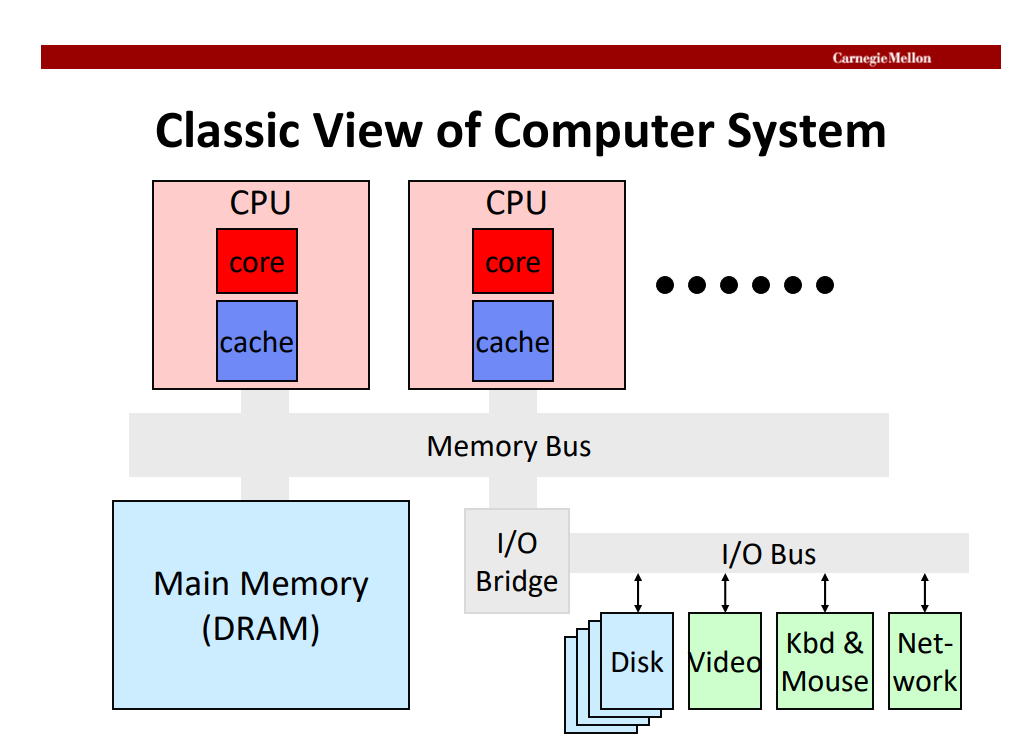 Carnegie Mellon
Classic View of Computer System
CPU
core
cache
CPU
core
cache
Memory Bus
Main Memory
(DRAM)
I/O
Bridge
I/O Bus
Disk
Video
Kbd &
Mouse
Net-
work